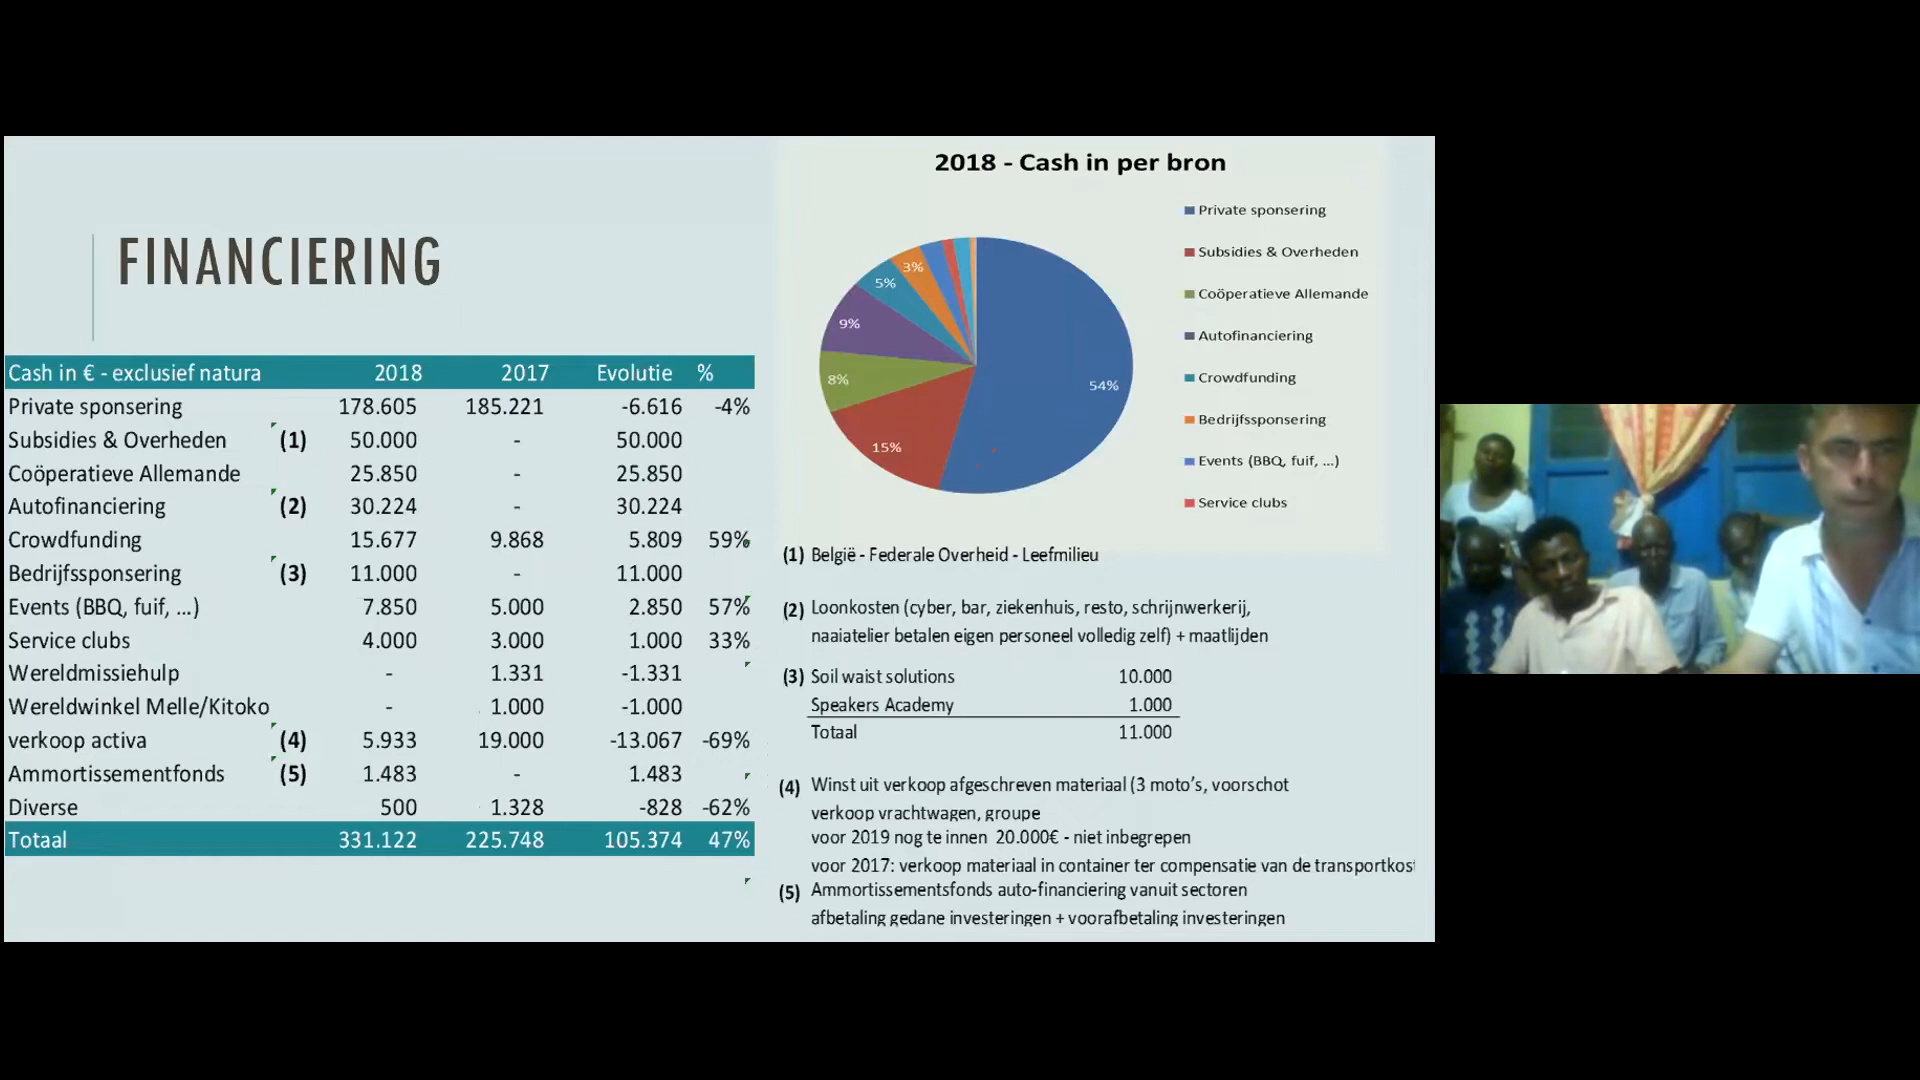 FINANCIERING
Cash in € - exclusief natura 2018 2017 Evolutie %
Private sponsering 178.605 185.221 -6.616 -4%
Subsidies & Overheden (1) 50.000 - 50.000
Coöperatieve Allemande 25.850 - 25.850
Autofinanciering (2) 30.224 - 30.224
Crowdfunding 15.677 9.868 5.809 59%
Bedrijfssponsering (3) 11.000 - 11.000
Events (BBQ, fuif, ...) 7.850 5.000 2.850 57%
Service clubs 4.000 3.000 1.000 33%
Wereldmissiehulp - 1.331 -1.331
Wereldwinkel Melle/Kitoko - 1.000 -1.000
verkoop activa (4) 5.933 19.000 -13.067 -69%
Ammortissementfonds (5) 1.483 - 1.483
Diverse 500 1.328 -828 -62%
Totaal 331.122 225.748 105.374 47%
2018 - Cash in per bron
54%
15%
8%
9%
5%
3%
Private sponsering
Subsidies & Overheden
Coöperatieve Allemande
Autofinanciering
Crowdfunding
Bedrijfssponsering
Events (BBQ, fuif, ...)
Service clubs
(1) België - Federale Overheid - Leefmilieu
(2) Loonkosten (cyber, bar, ziekenhuis, resto, schrijnwerkerij,
naaiatelier betalen eigen personeel volledig zelf) + maatlijden
(3) Soil waist solutions 10.000
Speakers Academy 1.000
Totaal 11.000
(4) Winst uit verkoop afgeschreven materiaal (3 moto's, voorschot
verkoop vrachtwagen, groupe
voor 2019 nog te innen 20.000€ - niet inbegrepen
voor 2017: verkoop materiaal in container ter compensatie van de transportkost
(5) Ammortissementsfonds auto-financiering vanuit sectoren
afbetaling gedane investeringen + voorafbetaling investeringen